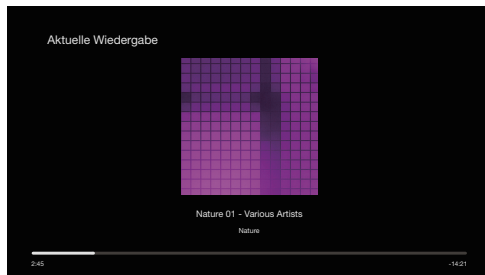 Aktuelle Wiedergabe
Nature 01 - Various Artists
Nature
2:45
-14:21